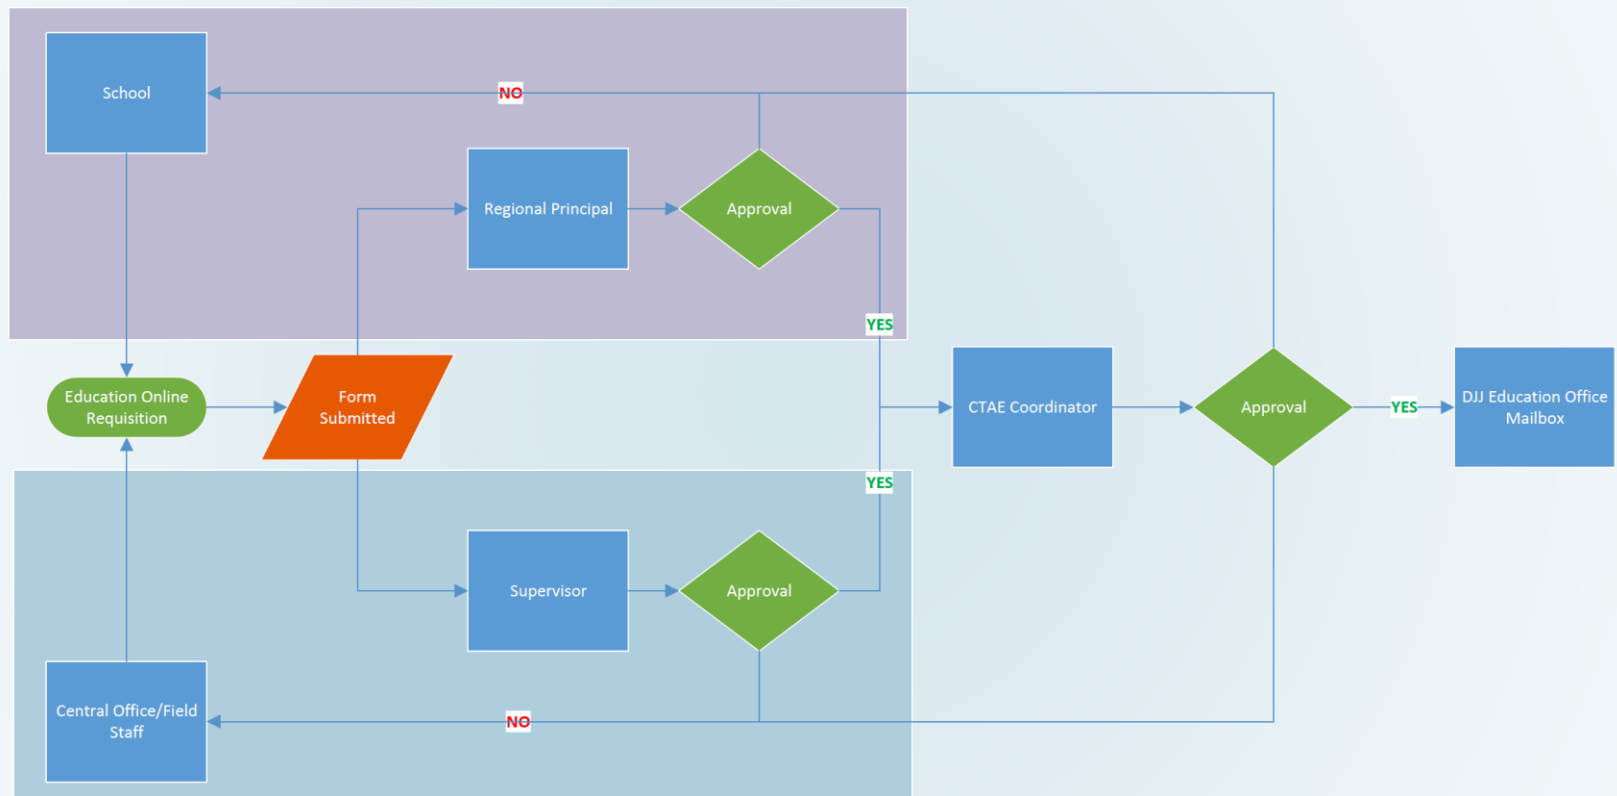 School
NO
Regional Principal
Approval
YES
Education Online
Requisition
Form
Submitted
CTAE Coordinator
Approval
YES
DJJ Education Office
Mailbox
YES
Supervisor
Approval
Central Office/Field
Staff
NO